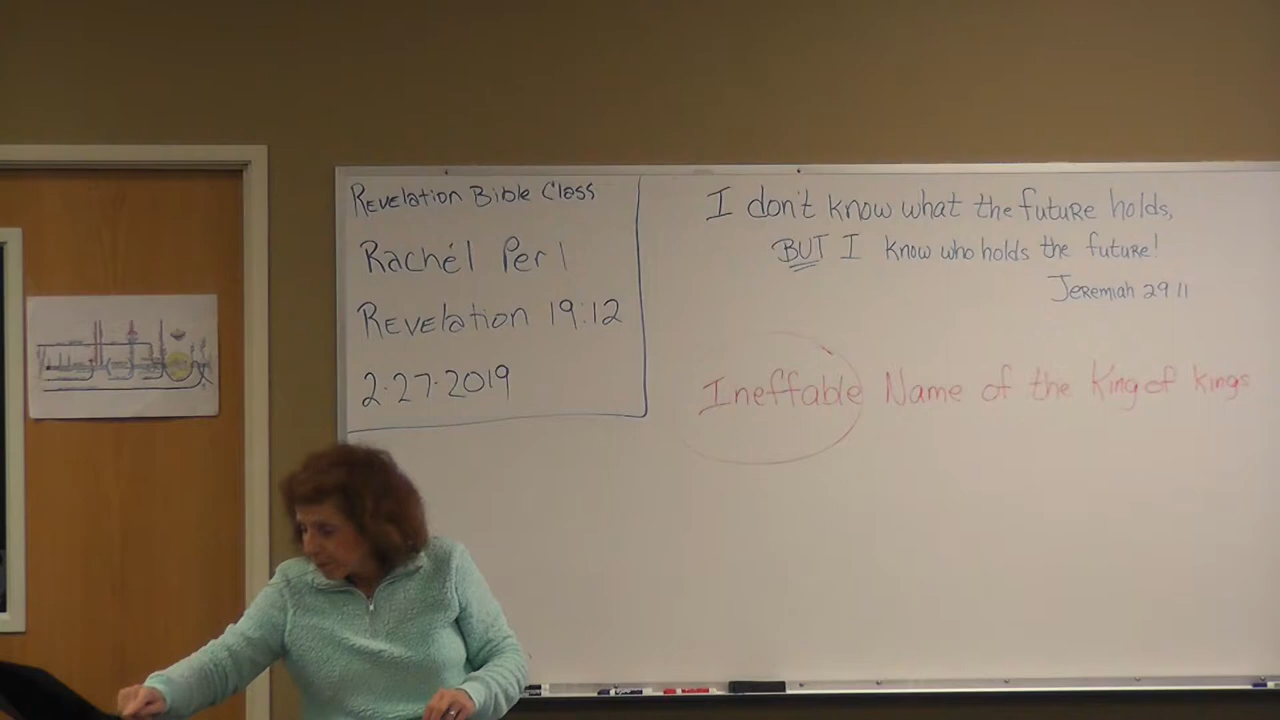 Revelation Bible Class
Rachél Perl
Revelation 19:12
2.27.2019
I don't know what the future holds,
BUT I know who holds the future!
Jeremiah 29 11
Ineffable Name of the King of kings